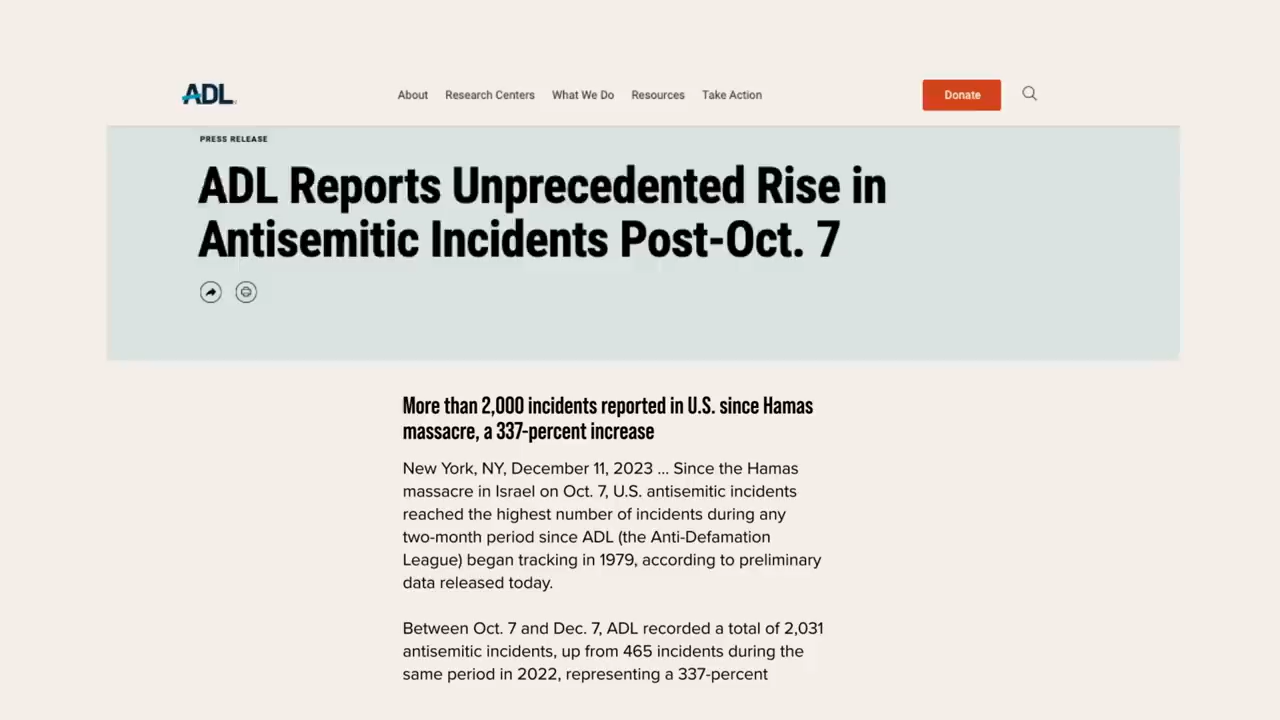 ADL
About Research Centers What We Do Resources Take Action Donate
PRESS RELEASE
ADL Reports Unprecedented Rise in
Antisemitic Incidents Post-Oct. 7
More than 2,000 incidents reported in U.S. since Hamas
massacre, a 337-percent increase
New York, NY, December 11, 2023 ... Since the Hamas
massacre in Israel on Oct. 7, U.S. antisemitic incidents
reached the highest number of incidents during any
two-month period since ADL (the Anti-Defamation
League) began tracking in 1979, according to preliminary
data released today.
Between Oct. 7 and Dec. 7, ADL recorded a total of 2,031
antisemitic incidents, up from 465 incidents during the
same period in 2022, representing a 337-percent